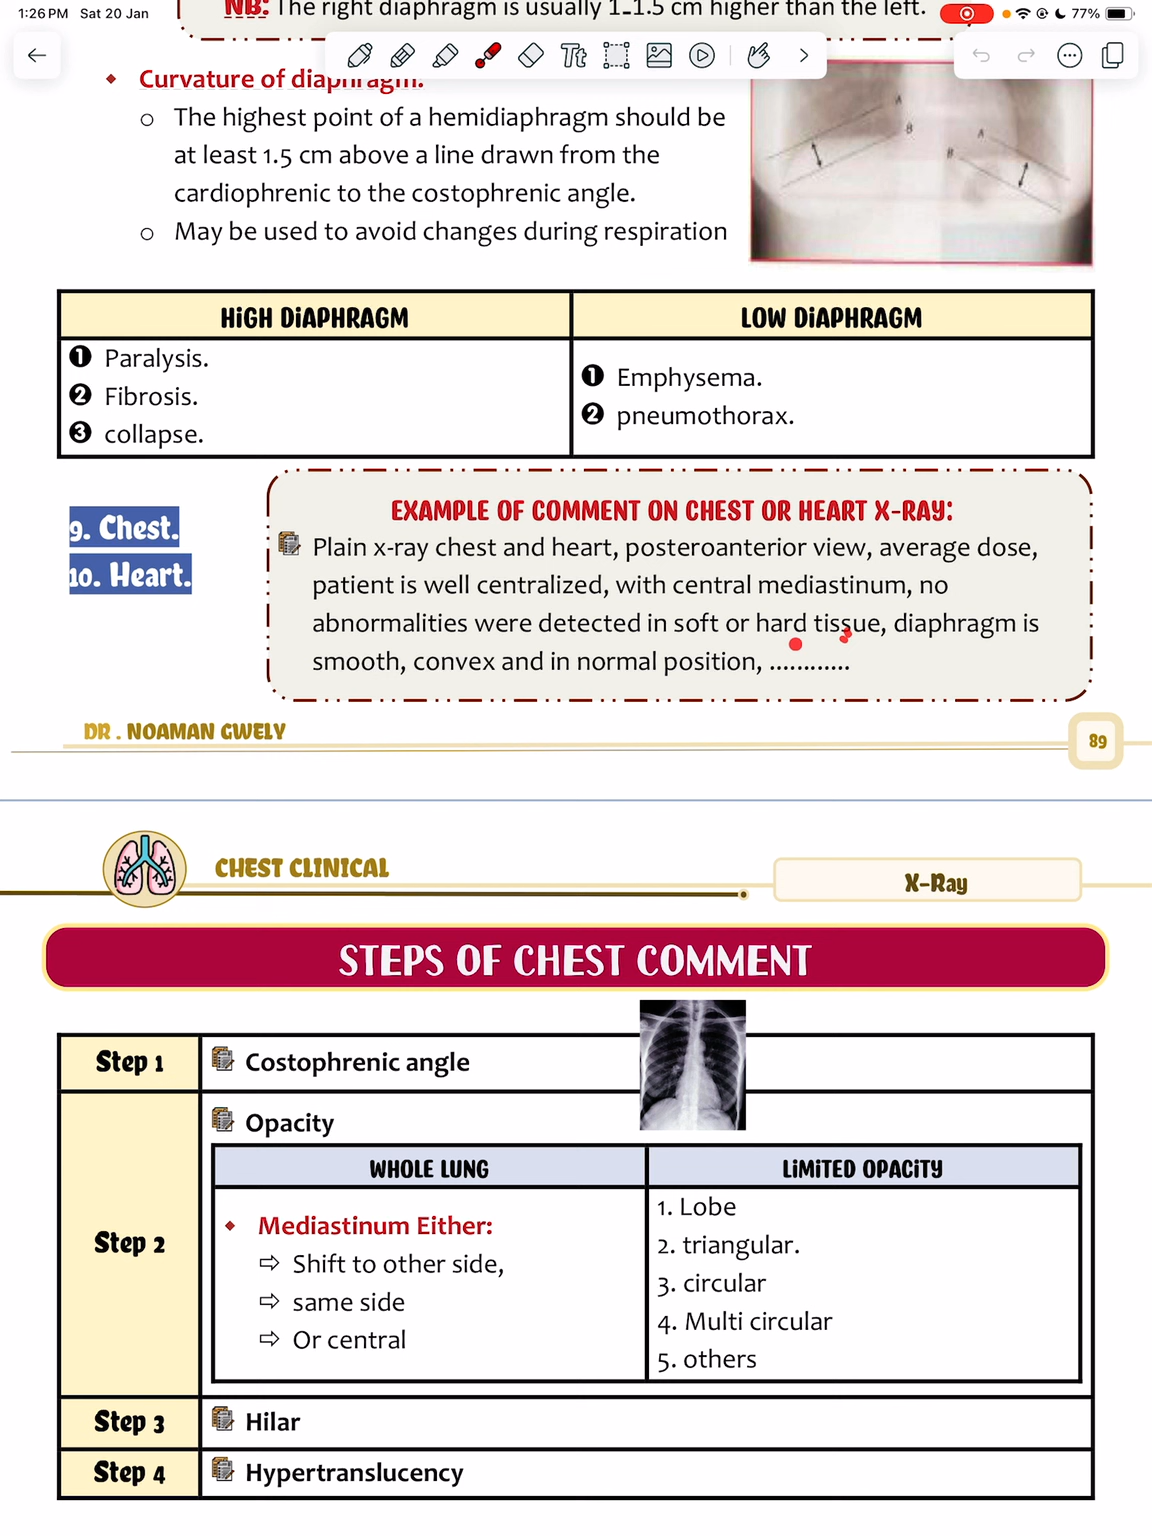 1:26 PM Sat 20 Jan
77%
NB: The right diaphragm is usually 1-1.5 cm higher than the left.
Tt
Curvature of diaphragm:
The highest point of a hemidiaphragm should be
at least 1.5 cm above a line drawn from the
cardiophrenic to the costophrenic angle.
May be used to avoid changes during respiration
A
B
A
B
HiGH DiAPHRAGM
LOW DiAPHRAGM
1 Paralysis.
2 Fibrosis.
3 collapse.
1 Emphysema.
2 pneumothorax.
9. Chest.
10. Heart.
EXAMPLE OF COMMENT ON CHEST OR HEART X-RAY:
Plain x-ray chest and heart, posteroanterior view, average dose,
patient is well centralized, with central mediastinum, no
abnormalities were detected in soft or hard tissue, diaphragm is
smooth, convex and in normal position, ............
DR . NOAMAN GWELY
89
CHEST CLINICAL
X-Ray
STEPS OF CHEST COMMENT
Step 1
Costophrenic angle
Step 2
Opacity
WHOLE LUNG
LiMiTED OPACiTY
Mediastinum Either:
⇨ Shift to other side,
⇨ same side
⇨ Or central
1. Lobe
2. triangular.
3. circular
4. Multi circular
5. others
Step 3
Hilar
Step 4
Hypertranslucency